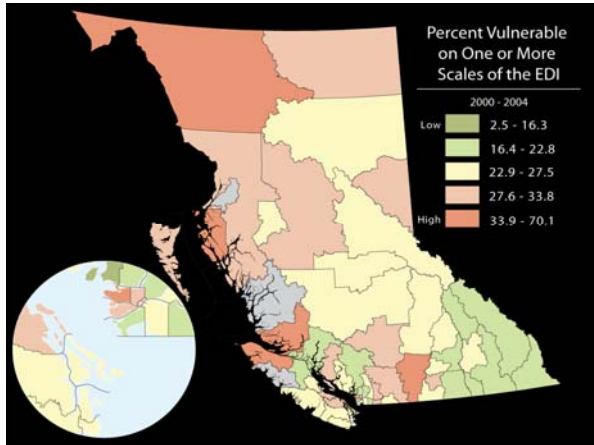 Percent Vulnerable
on One or More
Scales of the EDI
2000 - 2004
Low 2.5 - 16.3
16.4 - 22.8
22.9 - 27.5
27.6 - 33.8
High 33.9 - 70.1